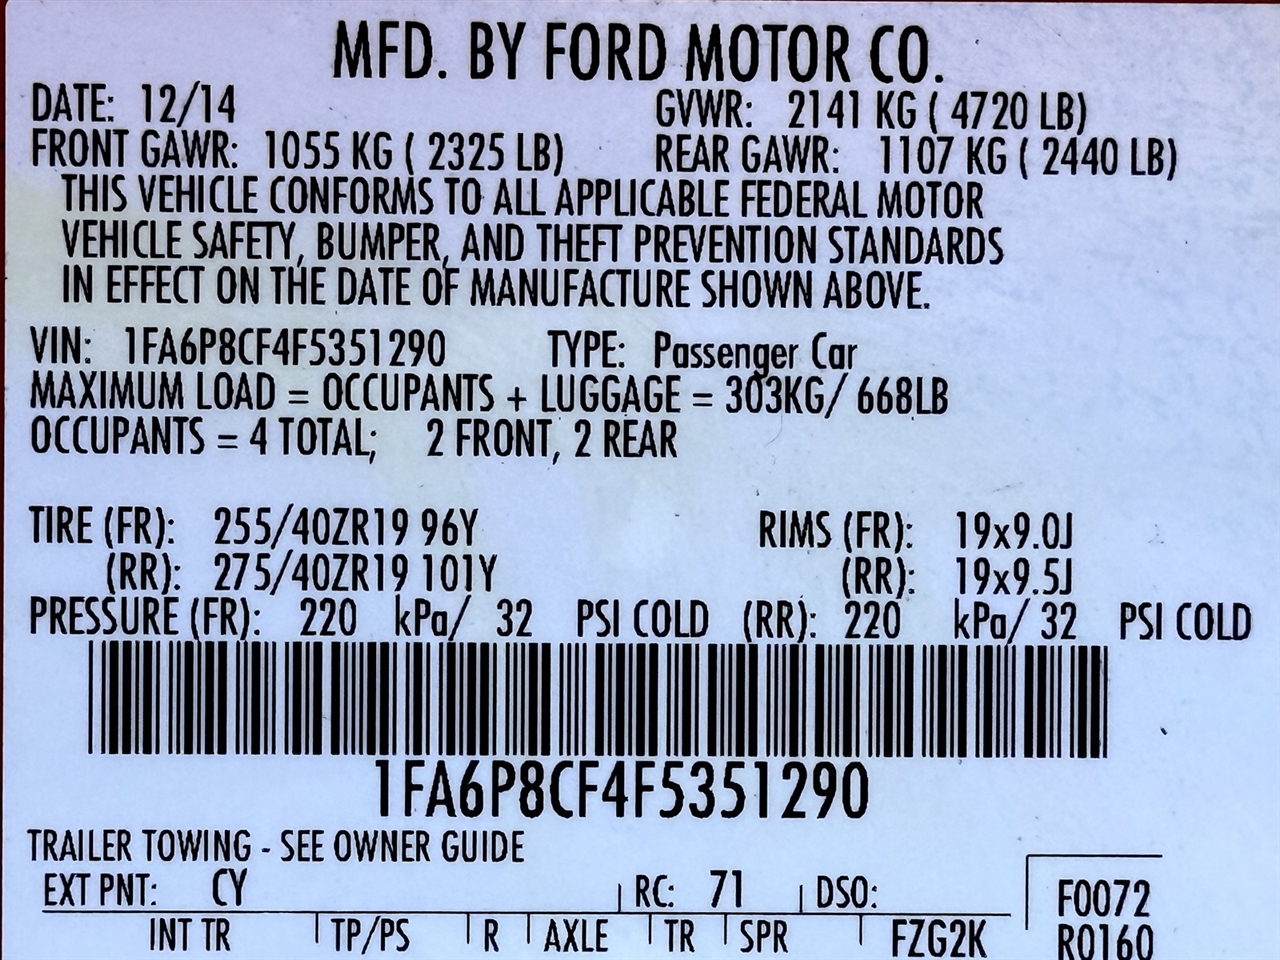 MFD. BY FORD MOTOR CO.
DATE: 12/14 GVWR: 2141 KG ( 4720 LB)
FRONT GAWR: 1055 KG ( 2325 LB) REAR GAWR: 1107 KG ( 2440 LB)
THIS VEHICLE CONFORMS TO ALL APPLICABLE FEDERAL MOTOR
VEHICLE SAFETY, BUMPER, AND THEFT PREVENTION STANDARDS
IN EFFECT ON THE DATE OF MANUFACTURE SHOWN ABOVE.
VIN: 1FA6P8CF4F5351290 TYPE: Passenger Car
MAXIMUM LOAD = OCCUPANTS + LUGGAGE = 303KG/ 668LB
OCCUPANTS = 4 TOTAL; 2 FRONT, 2 REAR
TIRE (FR): 255/40ZR19 96Y RIMS (FR): 19x9.0J
(RR): 275/40ZR19 101Y (RR): 19x9.5J
PRESSURE (FR): 220 kPa/ 32 PSI COLD (RR): 220 kPa/ 32 PSI COLD
1FA6P8CF4F5351290
TRAILER TOWING - SEE OWNER GUIDE
EXT PNT: CY RC: 71 DSO: F0072
INT TR TP/PS R AXLE TR SPR FZG2K R0160